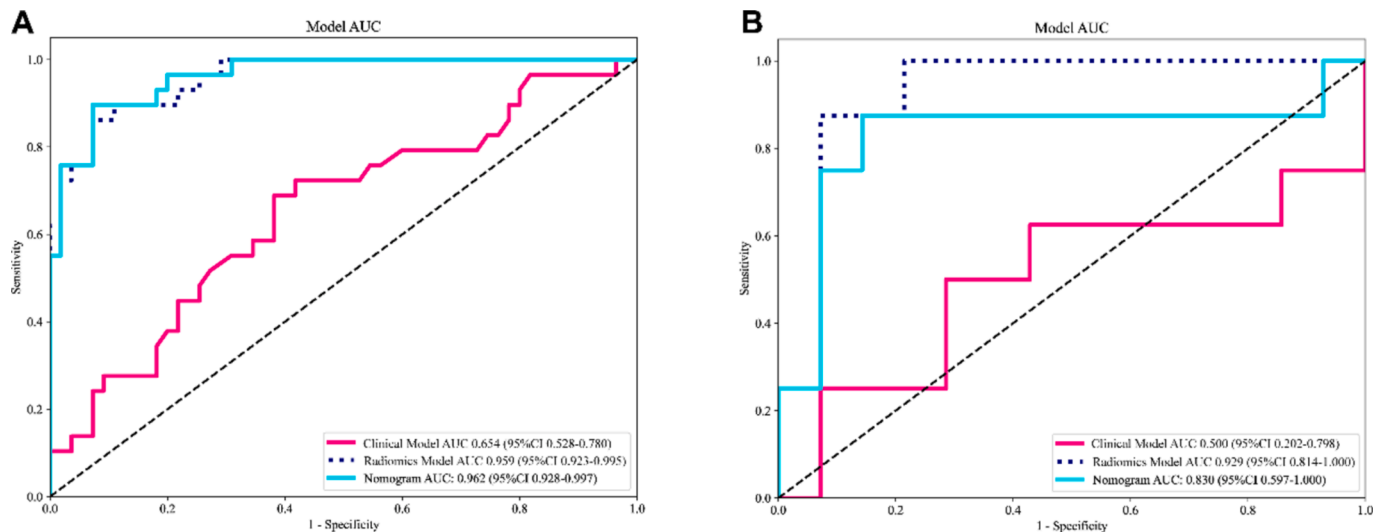 A
Model AUC
1.0
0.8
0.6
0.4
0.2
0.0
Sensitivity
0.2
0.4
0.6
0.8
1.0
1 - Specificity
Clinical Model AUC 0.654 (95%CI 0.528-0.780)
Radiomics Model AUC 0.959 (95%CI 0.923-0.995)
Nomogram AUC: 0.962 (95%CI 0.928-0.997)
B
Model AUC
1.0
0.8
0.6
0.4
0.2
0.0
Sensitivity
0.0
0.2
0.4
0.6
0.8
1.0
1 - Specificity
Clinical Model AUC 0.500 (95%CI 0.202-0.798)
Radiomics Model AUC 0.929 (95%CI 0.814-1.000)
Nomogram AUC: 0.830 (95%CI 0.597-1.000)